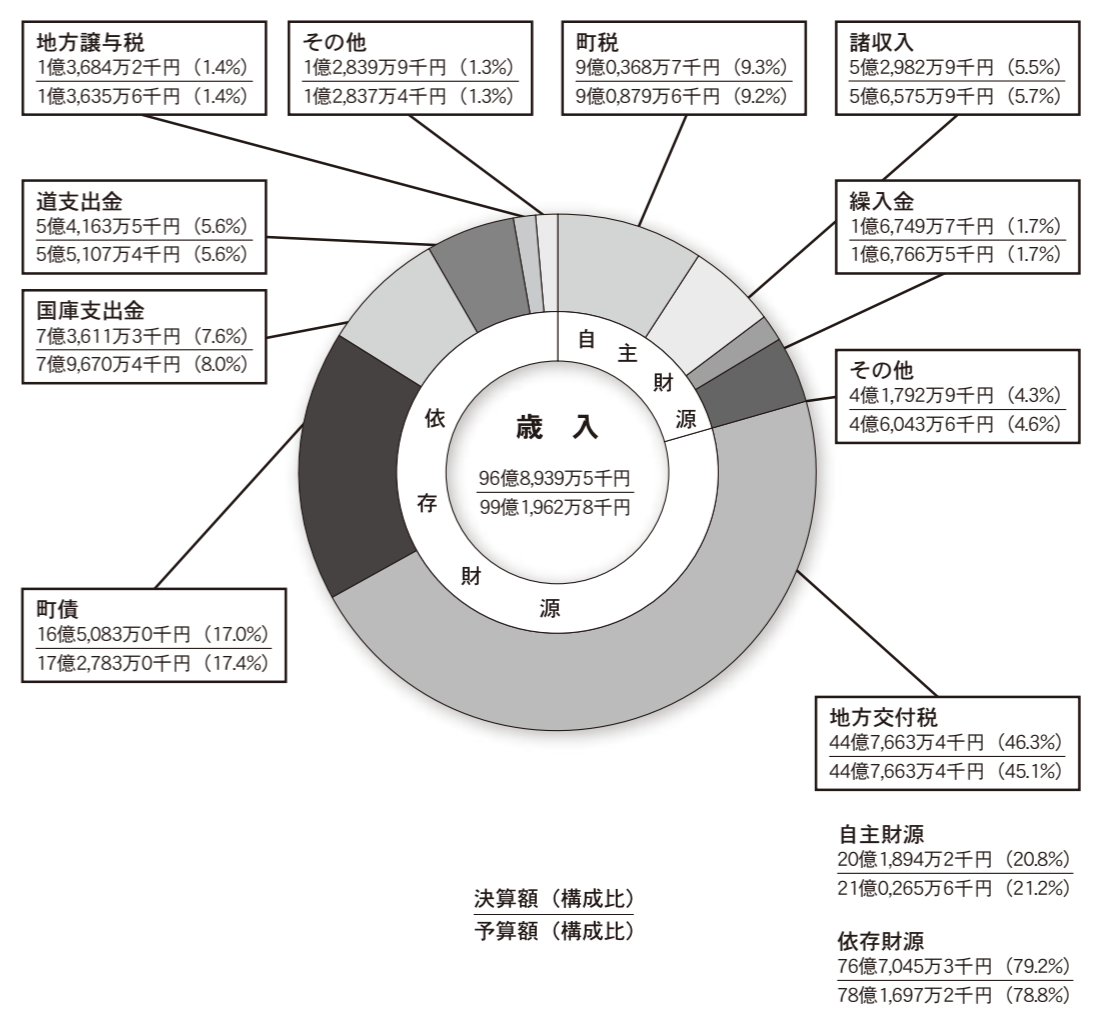 地方譲与税
1億3,684万2千円（1.4%）
1億3,635万6千円（1.4%）
その他
1億2,839万9千円（1.3%）
1億2,837万4千円（1.3%）
町税
9億0,368万7千円（9.3%）
9億0,879万6千円（9.2%）
諸収入
5億2,982万9千円（5.5%）
5億6,575万9千円（5.7%）
道支出金
5億4,163万5千円（5.6%）
5億5,107万4千円（5.6%）
繰入金
1億6,749万7千円（1.7%）
1億6,766万5千円（1.7%）
国庫支出金
7億3,611万3千円（7.6%）
7億9,670万4千円（8.0%）
その他
4億1,792万9千円（4.3%）
4億6,043万6千円（4.6%）
自主財源
歳入
96億8,939万5千円
99億1,962万8千円
依存財源
町債
16億5,083万0千円（17.0%）
17億2,783万0千円（17.4%）
地方交付税
44億7,663万4千円（46.3%）
44億7,663万4千円（45.1%）
自主財源
20億1,894万2千円（20.8%）
21億0,265万6千円（21.2%）
決算額（構成比）
予算額（構成比）
依存財源
76億7,045万3千円（79.2%）
78億1,697万2千円（78.8%）